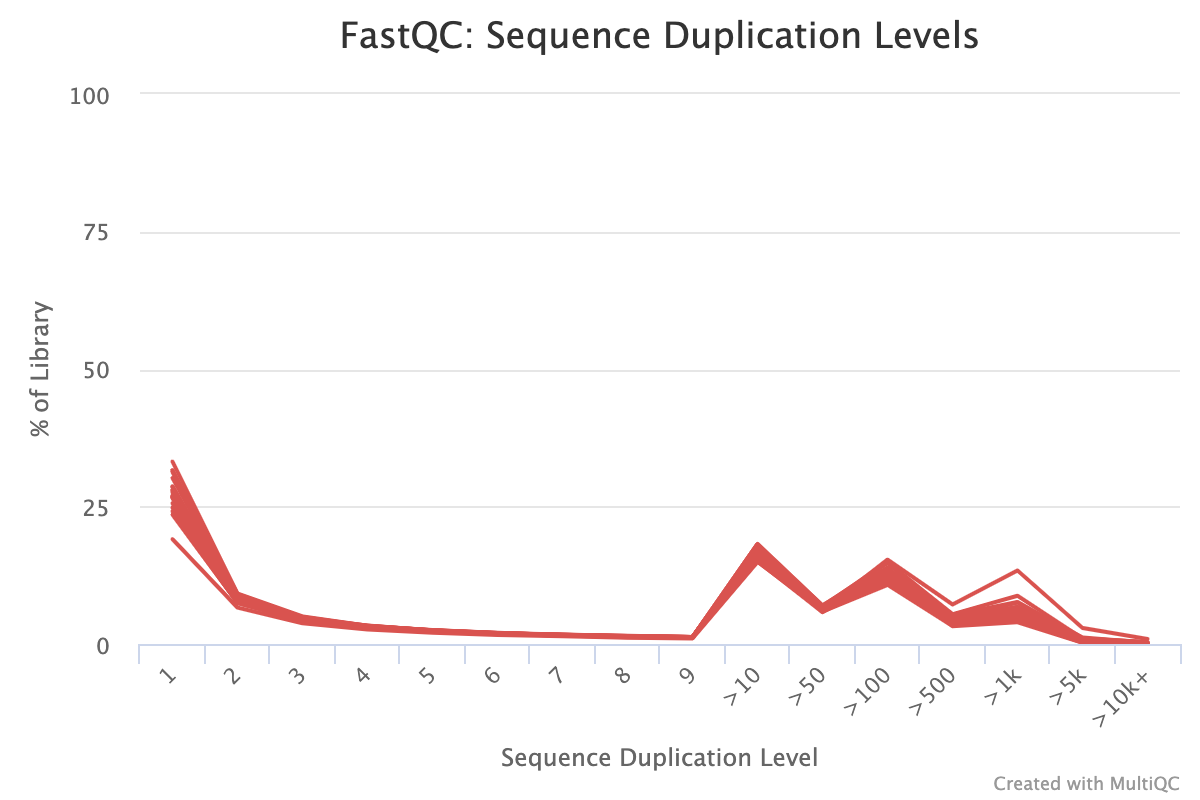 FastQC: Sequence Duplication Levels
100
75
50
25
0
% of Library
1 2 3 4 5 6 7 8 9 >10 >50 >100 >500 >1k >5k >10k+
Sequence Duplication Level
Created with MultiQC